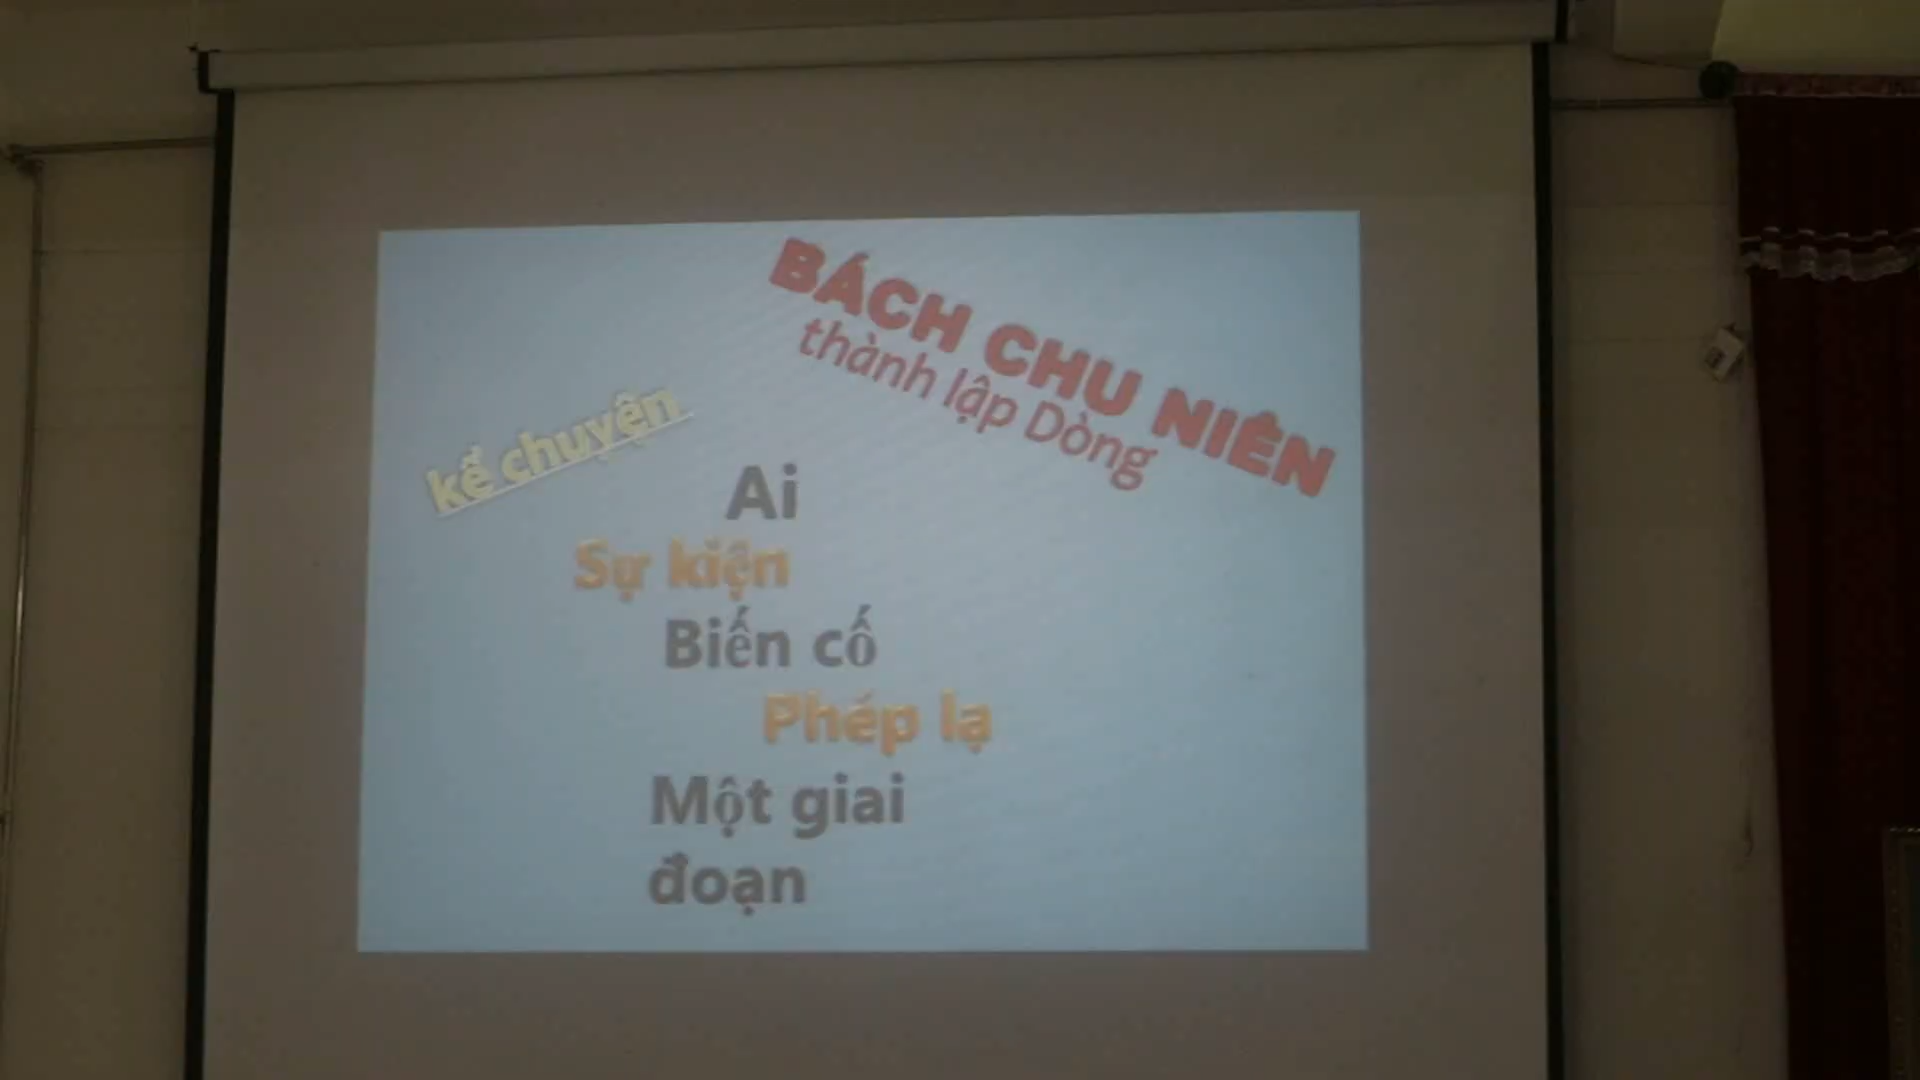 BÁCH CHU NIÊN
thành lập Dòng
kể chuyện
Ai
Sự kiện
Biến cố
Phép lạ
Một giai
đoạn